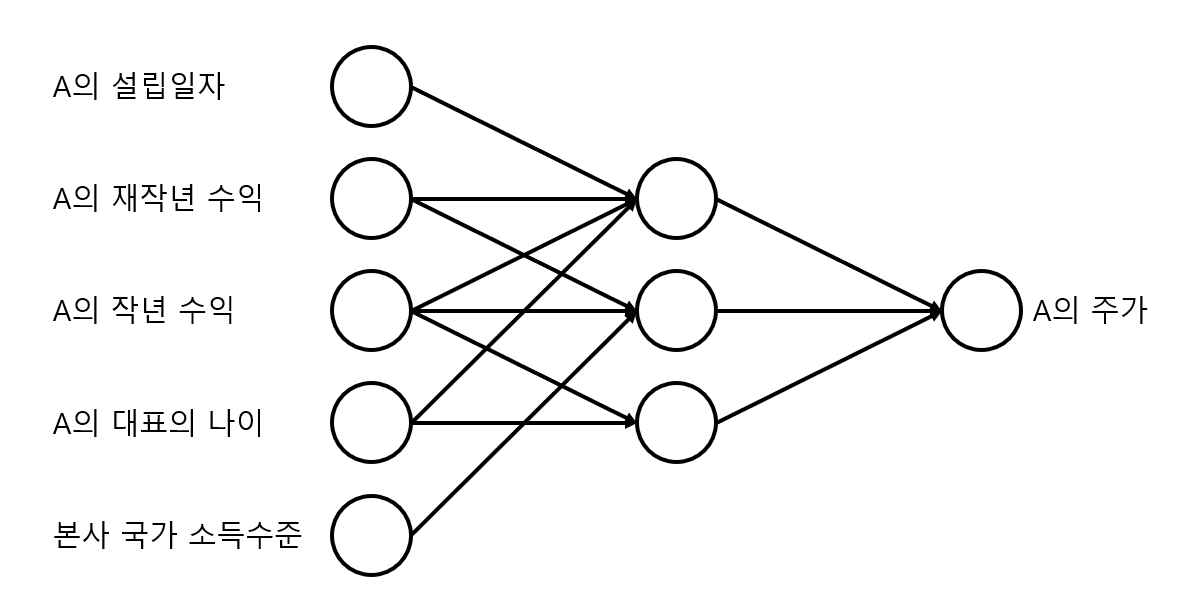 A의 설립일자
A의 재작년 수익
A의 작년 수익
A의 주가
A의 대표의 나이
본사 국가 소득수준